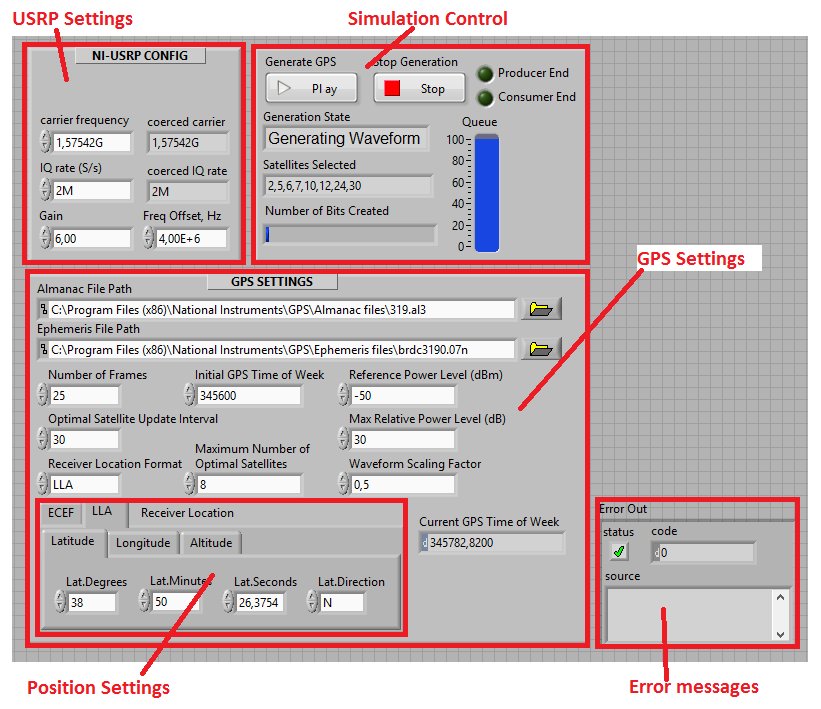 USRP Settings
Simulation Control
NI-USRP CONFIG
carrier frequency
coerced carrier
1,57542G
1,57542G
IQ rate (S/s)
coerced IQ rate
2M
2M
Gain
Freq Offset, Hz
6,00
4,00E+6
Generate GPS
Stop Generation
Play
Stop
Producer End
Consumer End
Generation State
Generating Waveform
Satellites Selected
2,5,6,7,10,12,24,30
Number of Bits Created
Queue
100
80
60
40
20
0
GPS Settings
GPS SETTINGS
Almanac File Path
C:\Program Files (x86)\National Instruments\GPS\Almanac files\319.al3
Ephemeris File Path
C:\Program Files (x86)\National Instruments\GPS\Ephemeris files\brdc3190.07n
Number of Frames
Initial GPS Time of Week
Reference Power Level (dBm)
25
345600
-50
Optimal Satellite Update Interval
Max Relative Power Level (dB)
30
30
Receiver Location Format
Maximum Number of
Optimal Satellites
Waveform Scaling Factor
LLA
8
0,5
ECEF
LLA
Receiver Location
Latitude
Longitude
Altitude
Lat.Degrees
Lat.Minutes
Lat.Seconds
Lat.Direction
38
50
26,3754
N
Current GPS Time of Week
d 345782,8200
Error Out
status
code
d 0
source
Position Settings
Error messages